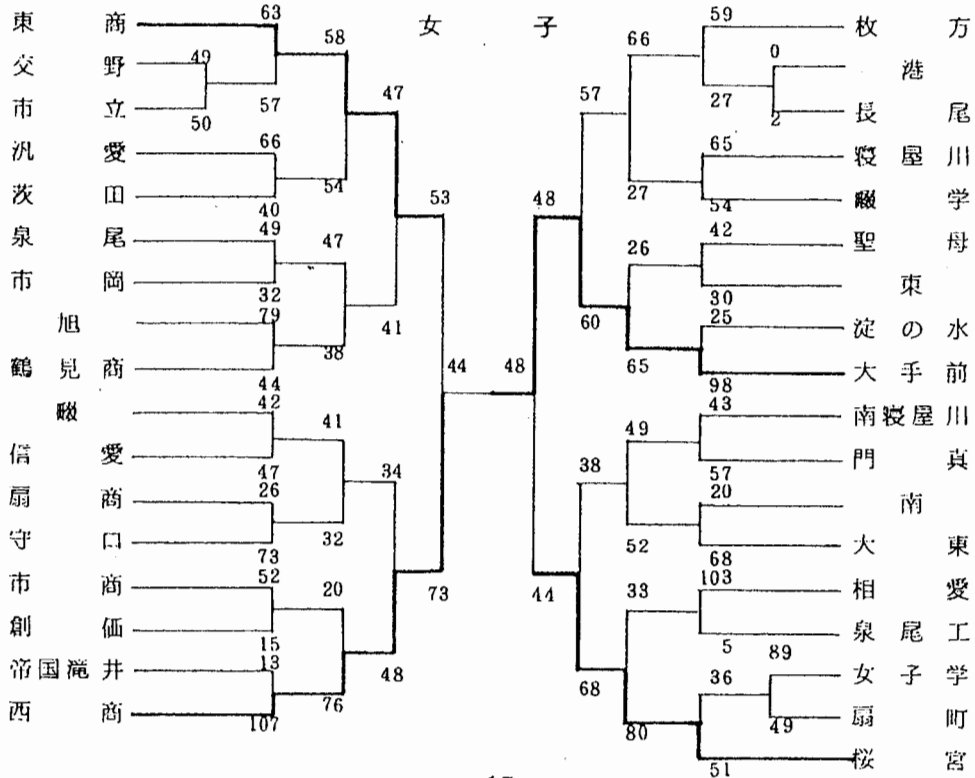 女子
東商
63
58
交野
49
47
市立
50
57
汎愛
66
54
53
茨田
40
泉尾
49
47
市岡
32
41
旭
79
38
44
鶴見商
44
畷
42
41
信愛
47
34
扇商
26
32
守口
73
73
市商
52
20
創価
15
48
帝国滝井
13
76
西商
107
枚方
59
66
港
0
57
長尾
2
27
寝屋川
65
27
48
畷学
54
聖母
42
26
東
30
60
淀の水
25
65
48
大手前
98
南寝屋川
43
49
門真
57
38
南
20
52
大東
68
44
相愛
103
33
泉尾工
5
68
女子学
89
36
扇町
49
80
桜宮
51